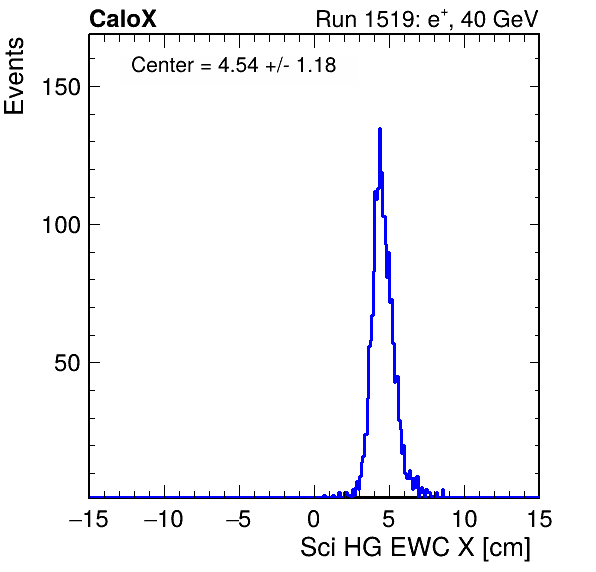 CaloX Run 1519: e⁺, 40 GeV
Center = 4.54 +/- 1.18
Events
150
100
50
−15 −10 −5 0 5 10 15
Sci HG EWC X [cm]